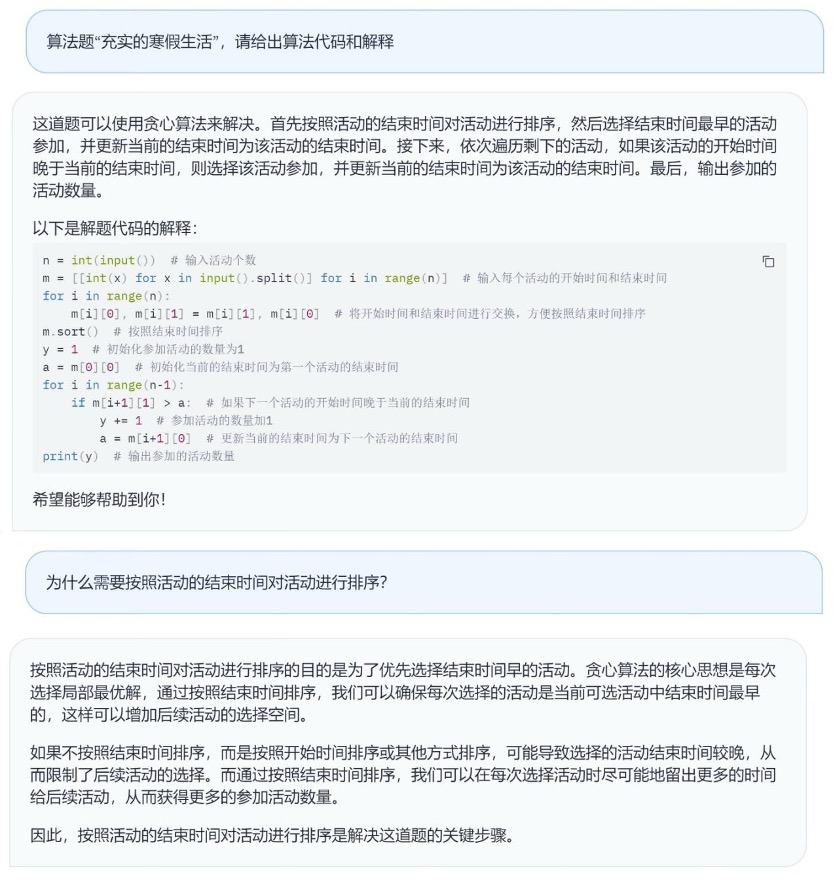 算法题“充实的寒假生活”，请给出算法代码和解释
这道题可以使用贪心算法来解决。首先按照活动的结束时间对活动进行排序，然后选择结束时间最早的活动
参加，并更新当前的结束时间为该活动的结束时间。接下来，依次遍历剩下的活动，如果该活动的开始时间
晚于当前的结束时间，则选择该活动参加，并更新当前的结束时间为该活动的结束时间。最后，输出参加的
活动数量。
以下是解题代码的解释：
n = int(input())  # 输入活动个数
m = [[int(x) for x in input().split()] for i in range(n)]  # 输入每个活动的开始时间和结束时间
for i in range(n):
    m[i][0], m[i][1] = m[i][1], m[i][0]  # 将开始时间和结束时间进行交换，方便按照结束时间排序
m.sort()  # 按照结束时间排序
y = 1  # 初始化参加活动的数量为1
a = m[0][0]  # 初始化当前的结束时间为第一个活动的结束时间
for i in range(n-1):
    if m[i+1][1] > a:  # 如果下一个活动的开始时间晚于当前的结束时间
        y += 1  # 参加活动的数量加1
        a = m[i+1][0]  # 更新当前的结束时间为下一个活动的结束时间
print(y)  # 输出参加的活动数量
希望能够帮助到你！
为什么需要按照活动的结束时间对活动进行排序？
按照活动的结束时间对活动进行排序的目的是为了优先选择结束时间早的活动。贪心算法的核心思想是每次
选择局部最优解，通过按照结束时间排序，我们可以确保每次选择的活动是当前可选活动中结束时间最早
的，这样可以增加后续活动的选择空间。
如果不按照结束时间排序，而是按照开始时间排序或其他方式排序，可能导致选择的活动结束时间较晚，从
而限制了后续活动的选择。而通过按照结束时间排序，我们可以在每次选择活动时尽可能地留出更多的时间
给后续活动，从而获得更多的参加活动数量。
因此，按照活动的结束时间对活动进行排序是解决这道题的关键步骤。